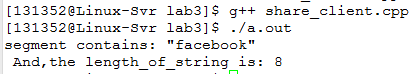 [131352@Linux-Svr lab3]$ g++ share_client.cpp
[131352@Linux-Svr lab3]$ ./a.out
segment contains: "facebook"
 And,the length_of_string is: 8